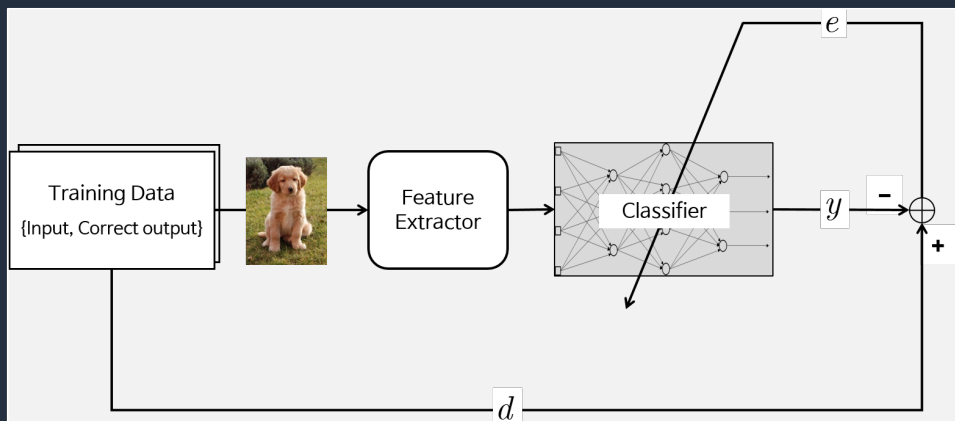 e
Training Data
{Input, Correct output}
Feature
Extractor
Classifier
y
-
+
d